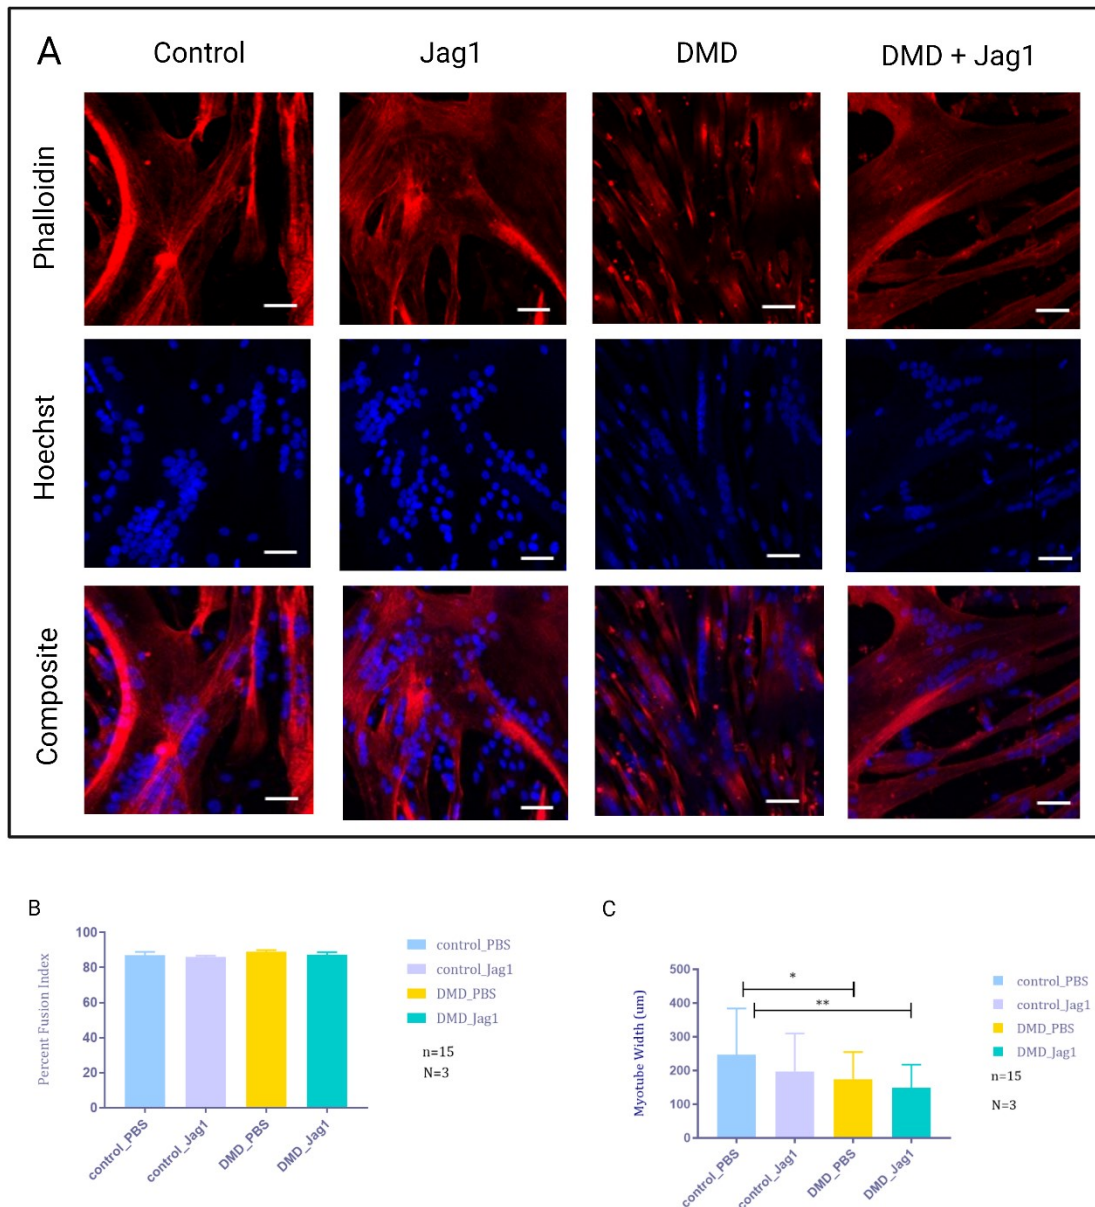 A
Control Jag1 DMD DMD + Jag1
Phalloidin
Hoechst
Composite
B
Percent Fusion Index
100
80
60
40
20
0
control_PBS control_Jag1 DMD_PBS DMD_Jag1
control_PBS
control_Jag1
DMD_PBS
DMD_Jag1
n=15
N=3
C
Myotube Width (um)
500
400
300
200
100
0
*
**
control_PBS control_Jag1 DMD_PBS DMD_Jag1
control_PBS
control_Jag1
DMD_PBS
DMD_Jag1
n=15
N=3